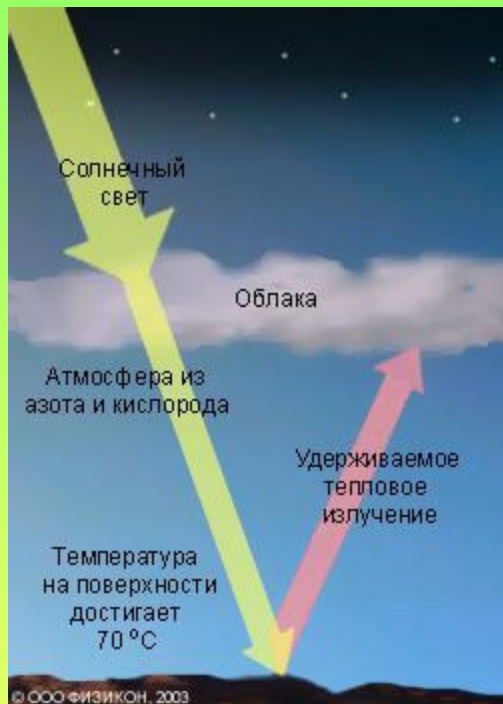 Солнечный
свет
Облака
Атмосфера из
азота и кислорода
Удерживаемое
тепловое
излучение
Температура
на поверхности
достигает
70 °C
© ООО ФИЗИКОН, 2003